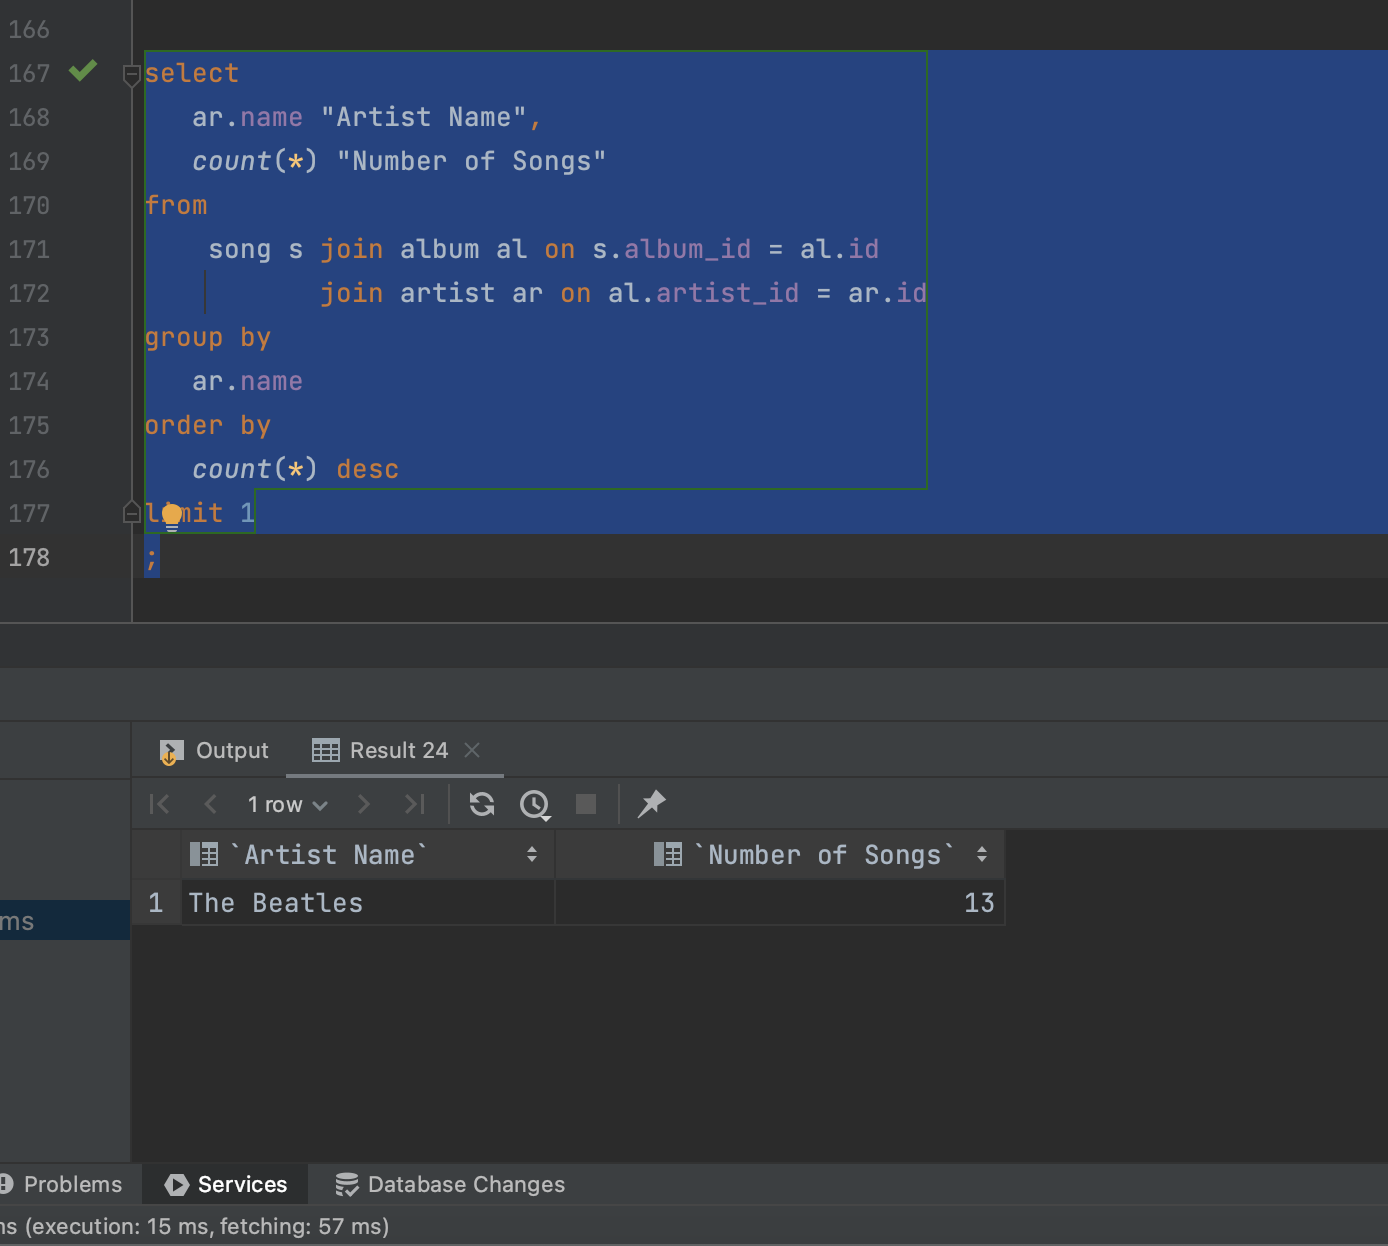 166
167 select
168 ar.name "Artist Name",
169 count(*) "Number of Songs"
170 from
171 song s join album al on s.album_id = al.id
172 join artist ar on al.artist_id = ar.id
173 group by
174 ar.name
175 order by
176 count(*) desc
177 limit 1
178 ;
Output Result 24
1 row
`Artist Name` `Number of Songs`
1 The Beatles 13
ms
Problems Services Database Changes
ms (execution: 15 ms, fetching: 57 ms)